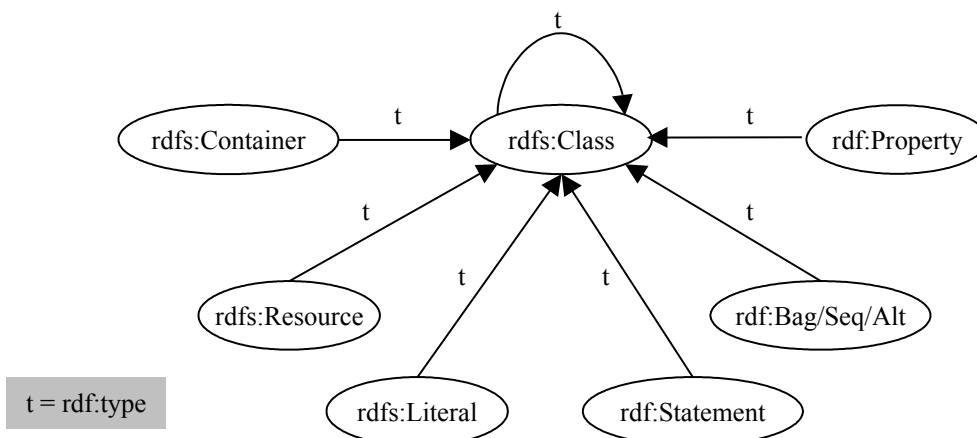 t
t
t
rdfs:Container
rdfs:Class
rdf:Property
t
t
t
t
rdfs:Resource
rdf:Bag/Seq/Alt
t = rdf:type
rdfs:Literal
rdf:Statement